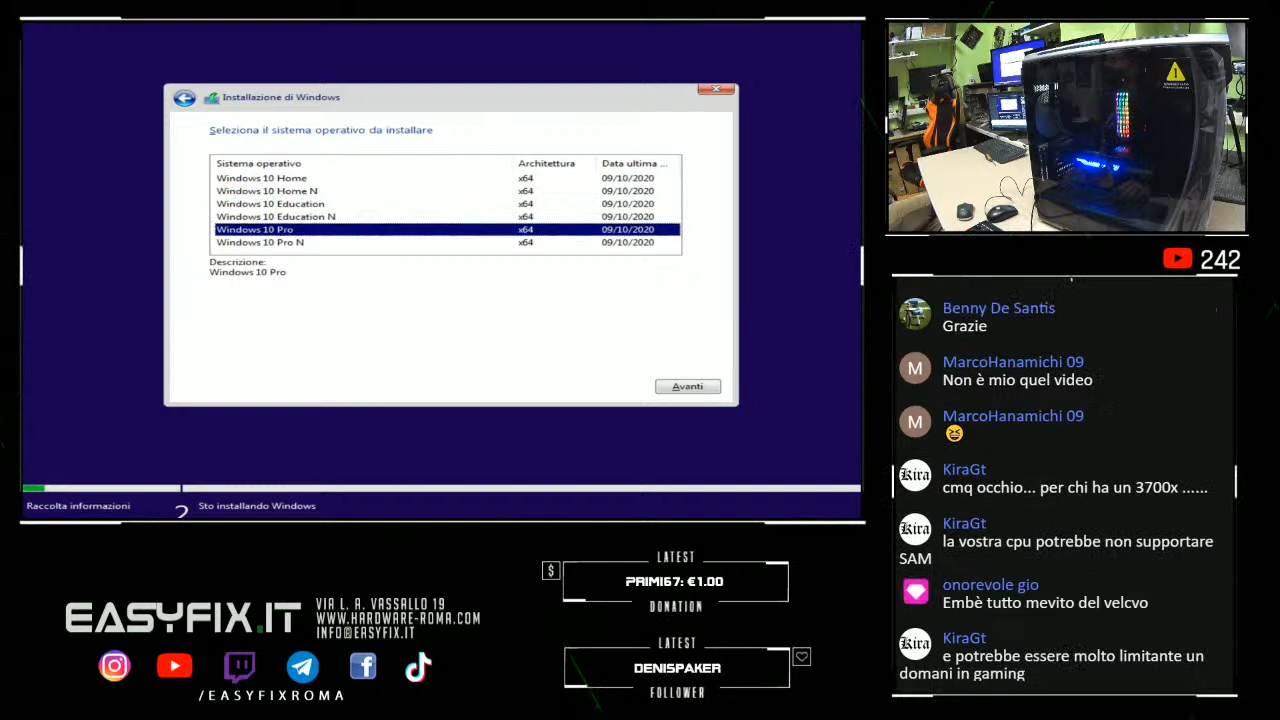 Installazione di Windows
Seleziona il sistema operativo da installare
Sistema operativo Architettura Data ultima ...
Windows 10 Home x64 09/10/2020
Windows 10 Home N x64 09/10/2020
Windows 10 Education x64 09/10/2020
Windows 10 Education N x64 09/10/2020
Windows 10 Pro x64 09/10/2020
Windows 10 Pro N x64 09/10/2020
Descrizione:
Windows 10 Pro
Avanti
Raccolta informazioni
2 Sto installando Windows
242
Benny De Santis
Grazie
M MarcoHanamichi 09
Non è mio quel video
M MarcoHanamichi 09
😆
Kira KiraGt
cmq occhio... per chi ha un 3700x ......
Kira KiraGt
la vostra cpu potrebbe non supportare
SAM
onorevole gio
Embè tutto mevito del velcvo
Kira KiraGt
e potrebbe essere molto limitante un
domani in gaming
EASYFIX.IT
VIA L. A. VASSALLO 19
WWW.HARDWARE-ROMA.COM
INFO@EASYFIX.IT
/EASYFIXROMA
LATEST
$ PRIMI67: €1.00
DONATION
LATEST
DENISPAKER
FOLLOWER